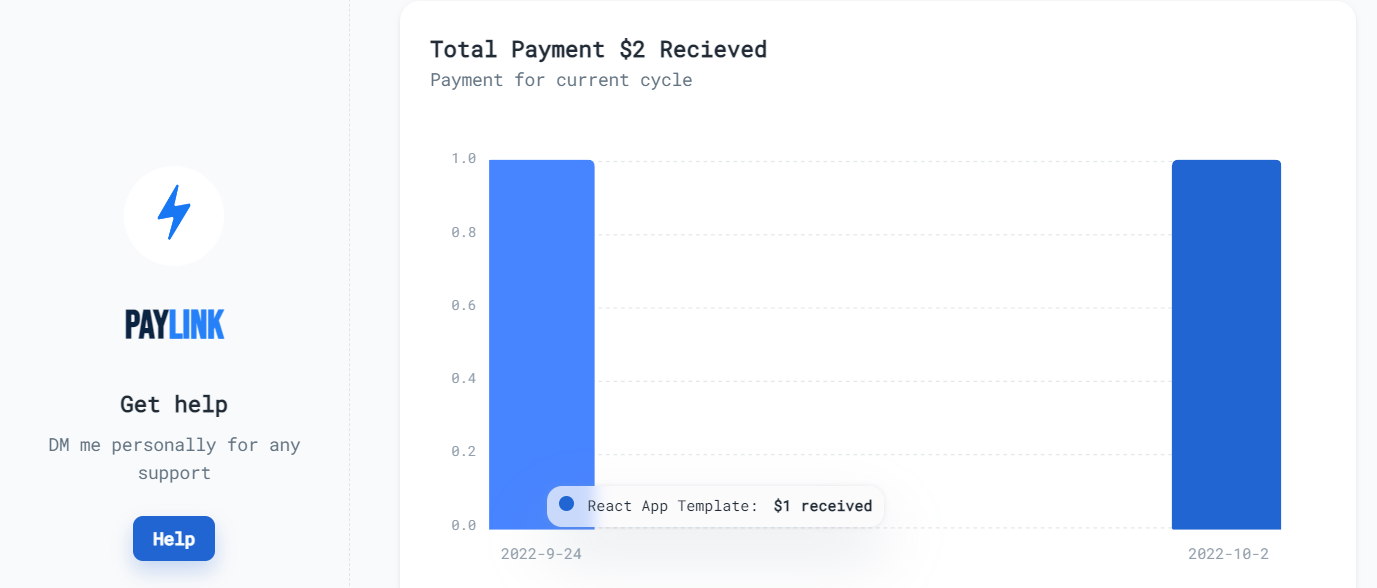 PAYLINK
Get help
DM me personally for any
support
Help
Total Payment $2 Recieved
Payment for current cycle
1.0
0.8
0.6
0.4
0.2
0.0
React App Template: $1 received
2022-9-24
2022-10-2